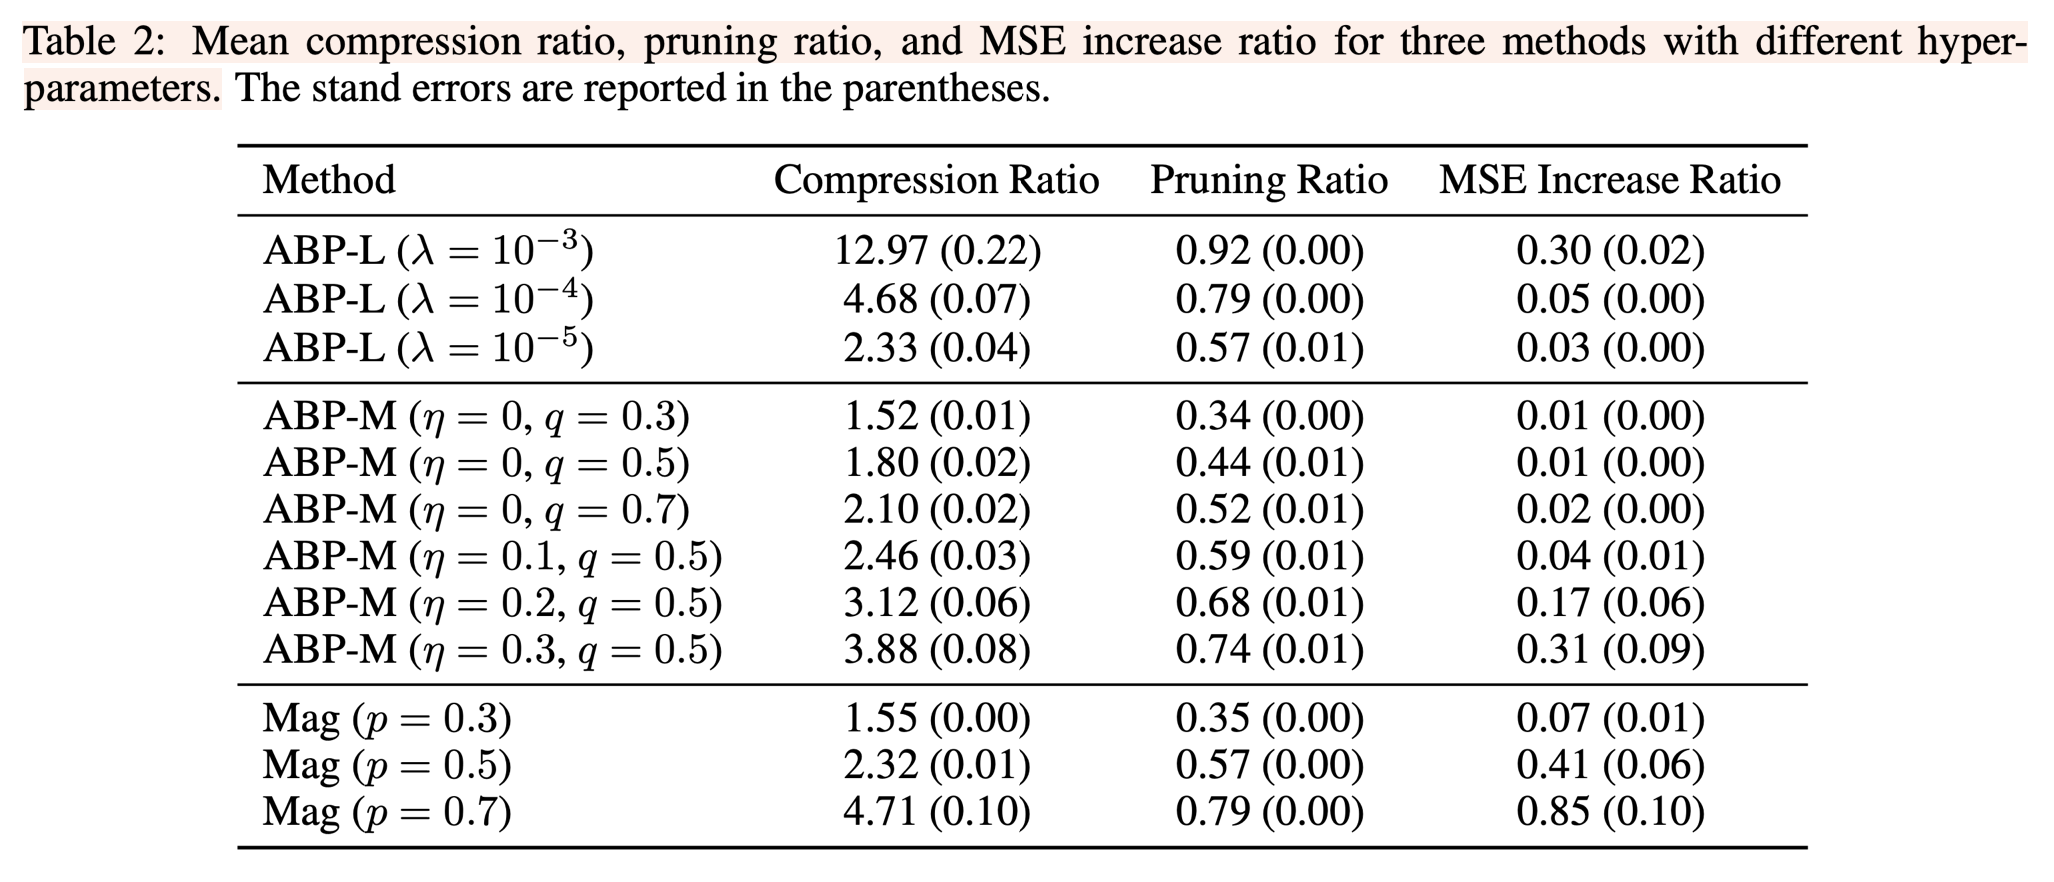 Table 2: Mean compression ratio, pruning ratio, and MSE increase ratio for three methods with different hyper-
parameters. The stand errors are reported in the parentheses.
Method Compression Ratio Pruning Ratio MSE Increase Ratio
ABP-L (λ = 10⁻³) 12.97 (0.22) 0.92 (0.00) 0.30 (0.02)
ABP-L (λ = 10⁻⁴) 4.68 (0.07) 0.79 (0.00) 0.05 (0.00)
ABP-L (λ = 10⁻⁵) 2.33 (0.04) 0.57 (0.01) 0.03 (0.00)
ABP-M (η = 0, q = 0.3) 1.52 (0.01) 0.34 (0.00) 0.01 (0.00)
ABP-M (η = 0, q = 0.5) 1.80 (0.02) 0.44 (0.01) 0.01 (0.00)
ABP-M (η = 0, q = 0.7) 2.10 (0.02) 0.52 (0.01) 0.02 (0.00)
ABP-M (η = 0.1, q = 0.5) 2.46 (0.03) 0.59 (0.01) 0.04 (0.01)
ABP-M (η = 0.2, q = 0.5) 3.12 (0.06) 0.68 (0.01) 0.17 (0.06)
ABP-M (η = 0.3, q = 0.5) 3.88 (0.08) 0.74 (0.01) 0.31 (0.09)
Mag (p = 0.3) 1.55 (0.00) 0.35 (0.00) 0.07 (0.01)
Mag (p = 0.5) 2.32 (0.01) 0.57 (0.00) 0.41 (0.06)
Mag (p = 0.7) 4.71 (0.10) 0.79 (0.00) 0.85 (0.10)